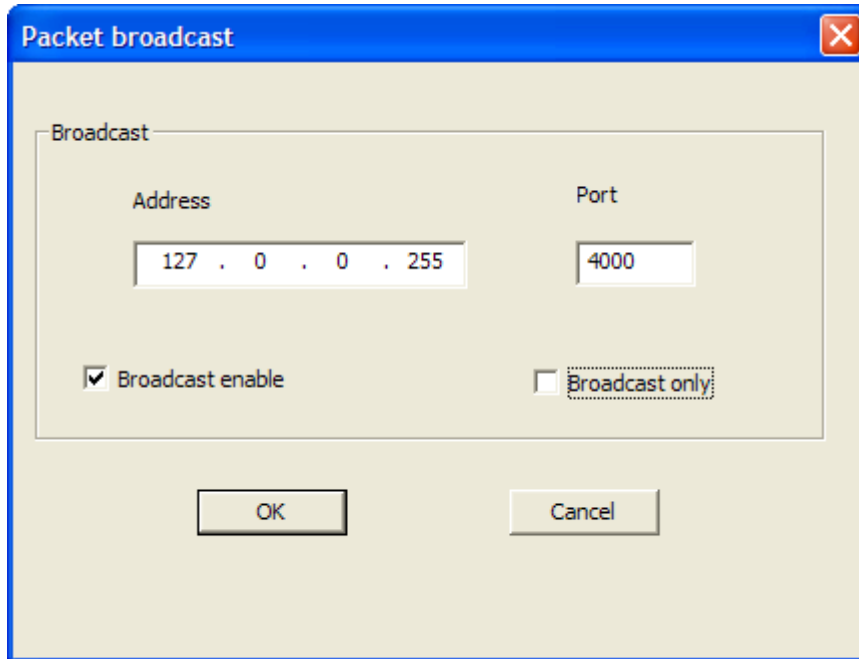 Packet broadcast
Broadcast
Address
Port
127 . 0 . 0 . 255
4000
Broadcast enable
Broadcast only
OK
Cancel